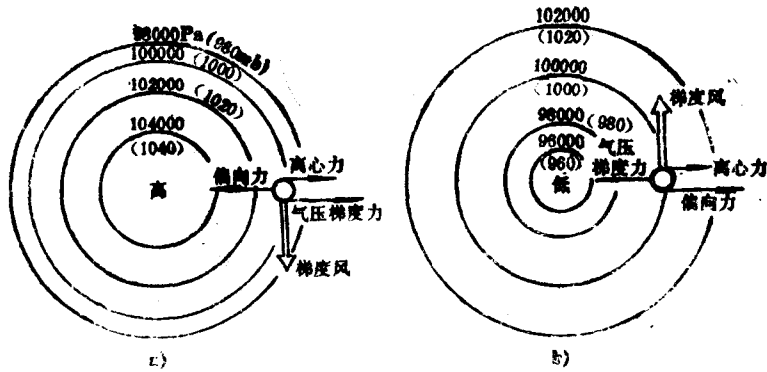 98000Pa(980mb)
100000 (1000)
102000 (1020)
104000
(1040)
高
偏向力
离心力
气压梯度力
梯度风
a)
102000
(1020)
100000
(1000)
98000(980)
96000
(960)
低
气压
梯度力
梯度风
离心力
偏向力
b)